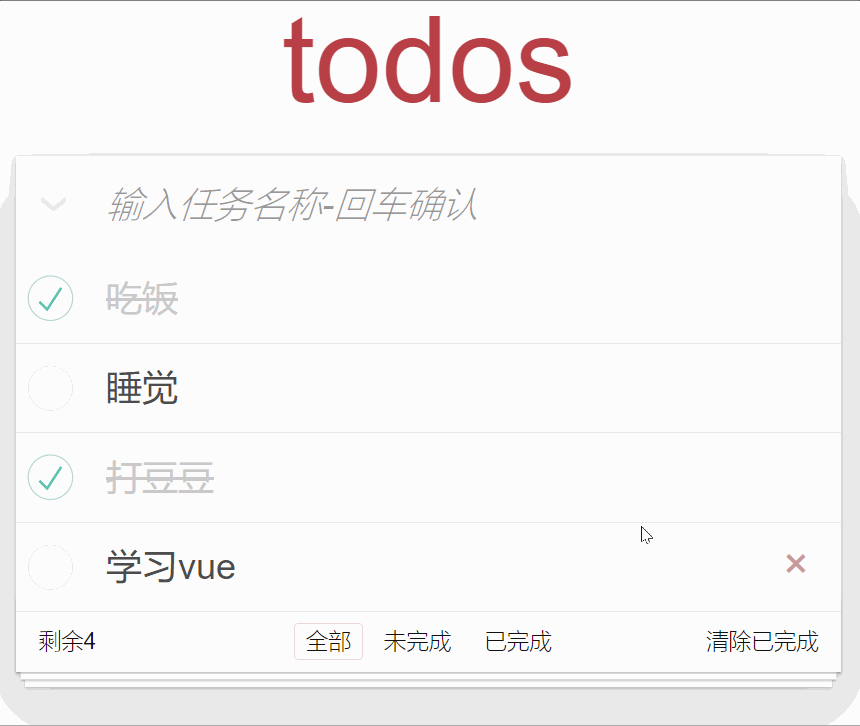 todos
输入任务名称-回车确认
吃饭
睡觉
打豆豆
学习vue
剩余4 全部 未完成 已完成 清除已完成